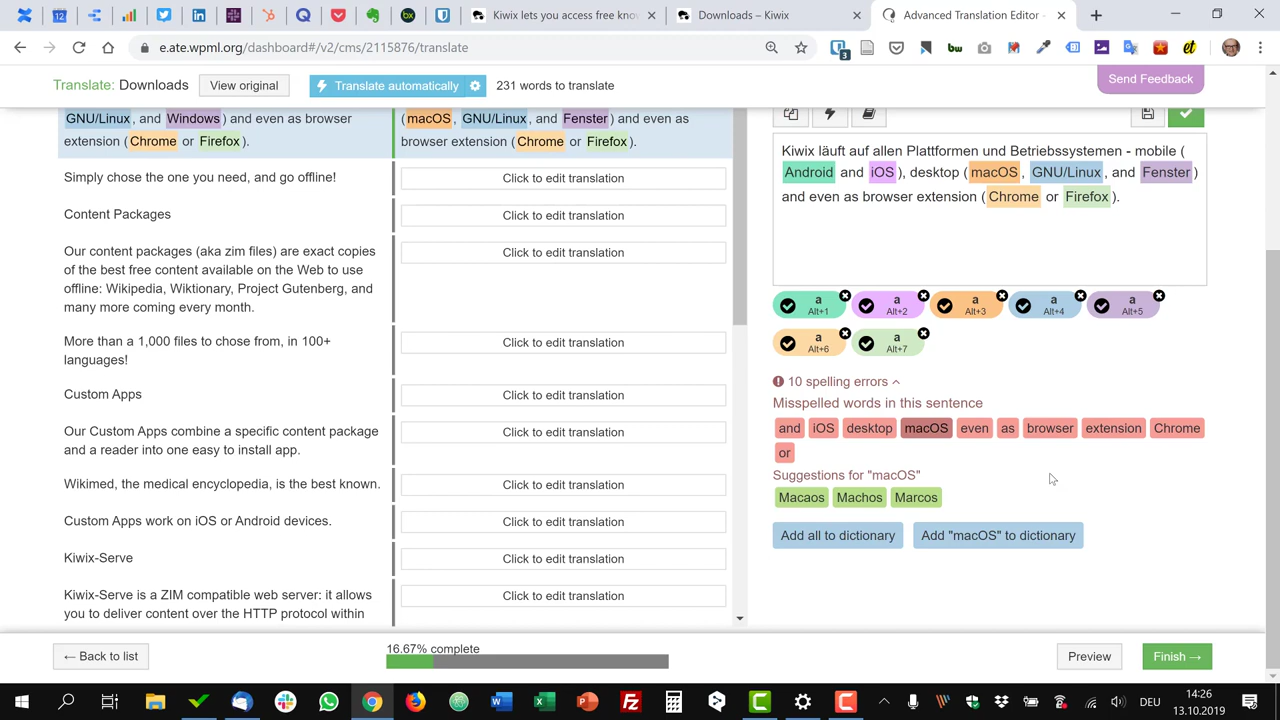 Kiwix lets you access free kno
Downloads – Kiwix
Advanced Translation Editor -
e.ate.wpml.org/dashboard#/v2/cms/2115876/translate
Translate: Downloads
View original
Translate automatically
231 words to translate
Send Feedback
GNU/Linux, and Windows) and even as browser
extension (Chrome or Firefox).
(macOS, GNU/Linux, and Fenster) and even as
browser extension (Chrome or Firefox).
Simply chose the one you need, and go offline!
Click to edit translation
Content Packages
Click to edit translation
Our content packages (aka zim files) are exact copies
of the best free content available on the Web to use
offline: Wikipedia, Wiktionary, Project Gutenberg, and
many more coming every month.
Click to edit translation
More than a 1,000 files to chose from, in 100+
languages!
Click to edit translation
Custom Apps
Click to edit translation
Our Custom Apps combine a specific content package
and a reader into one easy to install app.
Click to edit translation
Wikimed, the medical encyclopedia, is the best known.
Click to edit translation
Custom Apps work on iOS or Android devices.
Click to edit translation
Kiwix-Serve
Click to edit translation
Kiwix-Serve is a ZIM compatible web server: it allows
you to deliver content over the HTTP protocol within
Click to edit translation
Kiwix läuft auf allen Plattformen und Betriebssystemen - mobile (
Android and iOS), desktop (macOS, GNU/Linux, and Fenster)
and even as browser extension (Chrome or Firefox).
a
Alt+1
a
Alt+2
a
Alt+3
a
Alt+4
a
Alt+5
a
Alt+6
a
Alt+7
10 spelling errors
Misspelled words in this sentence
and iOS desktop macOS even as browser extension Chrome
or
Suggestions for "macOS"
Macaos Machos Marcos
Add all to dictionary
Add "macOS" to dictionary
← Back to list
16.67% complete
Preview
Finish →
DEU
14:26
13.10.2019